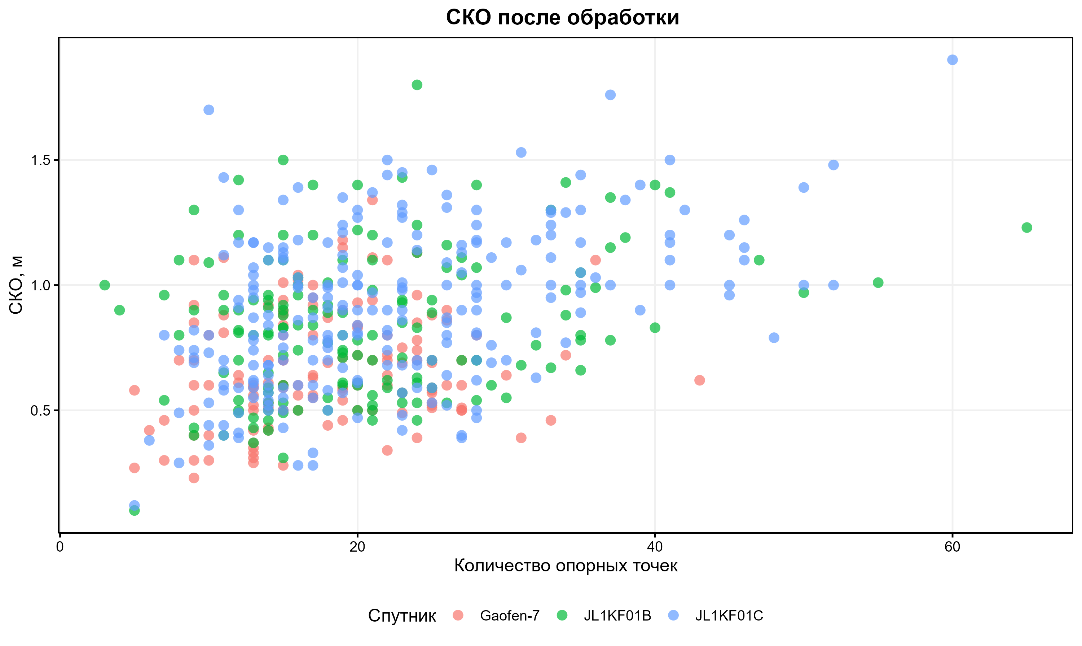 СКО после обработки
СКО, м
1.5
1.0
0.5
0 20 40 60
Количество опорных точек
Спутник Gaofen-7 JL1KF01B JL1KF01C